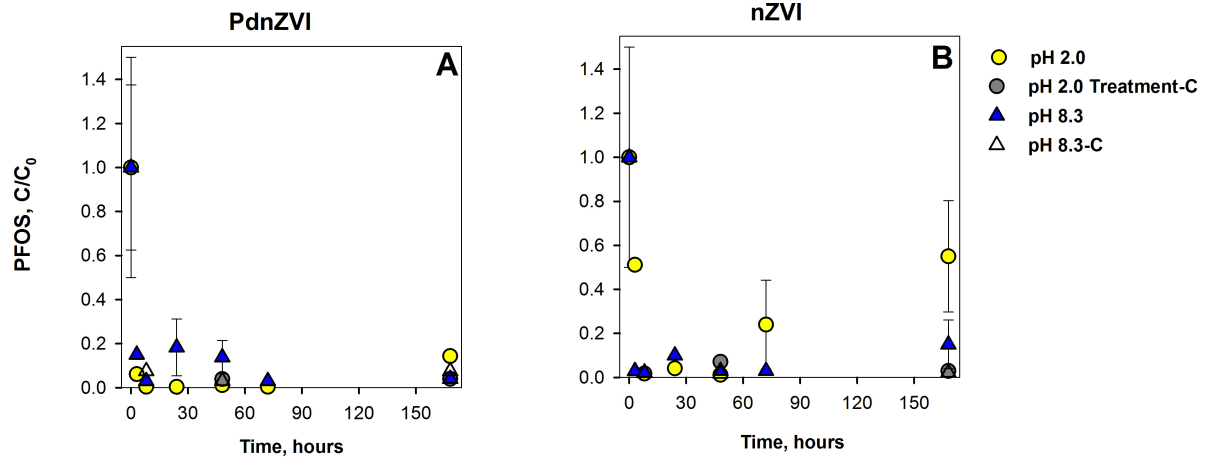 PdnZVI
nZVI
A
B
PFOS, C/C0
1.4
1.2
1.0
0.8
0.6
0.4
0.2
0.0
0 30 60 90 120 150
Time, hours
1.4
1.2
1.0
0.8
0.6
0.4
0.2
0.0
0 30 60 90 120 150
Time, hours
pH 2.0
pH 2.0 Treatment-C
pH 8.3
pH 8.3-C